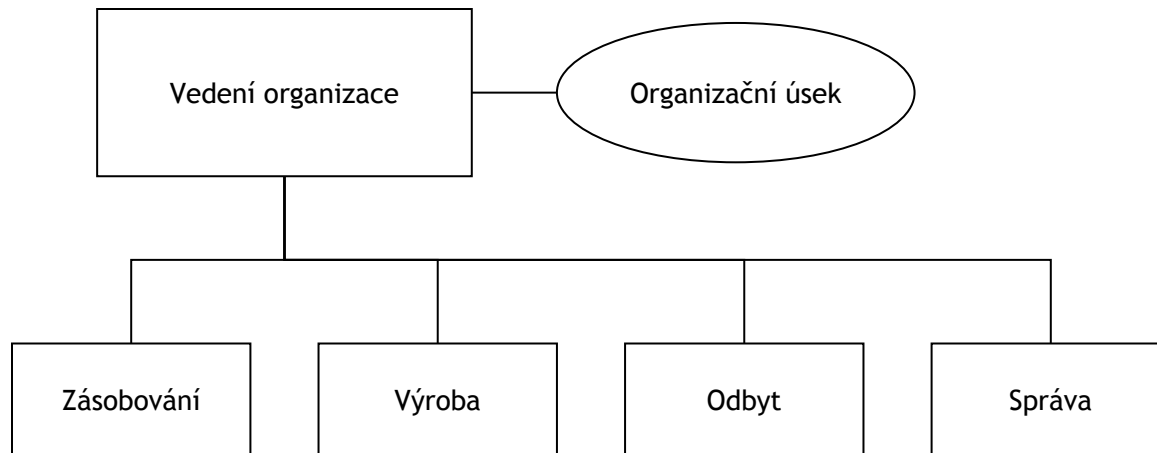 Vedení organizace
Organizační úsek
Zásobování
Výroba
Odbyt
Správa